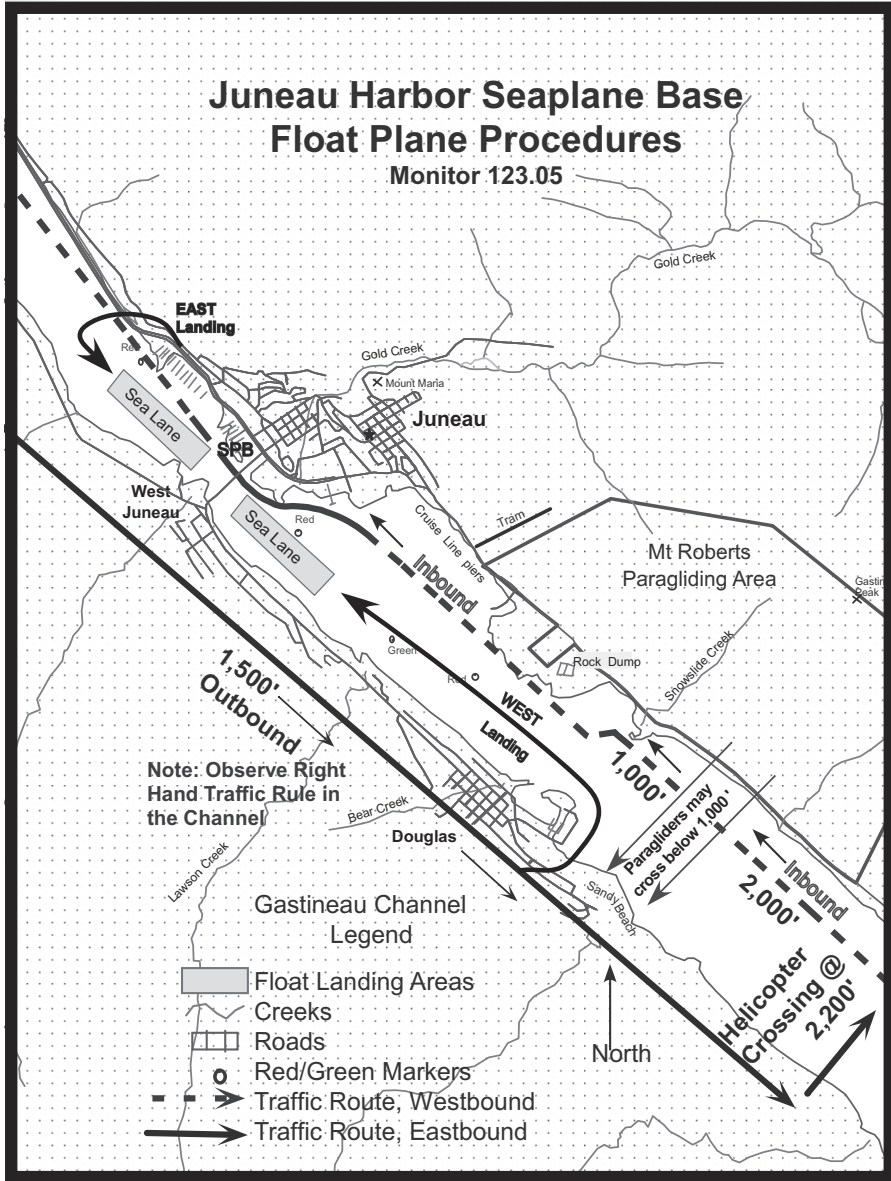 Juneau Harbor Seaplane Base
Float Plane Procedures
Monitor 123.05
Gold Creek
EAST
Landing
Red
Gold Creek
Mount Maria
Sea Lane
Juneau
SPB
West
Juneau
Sea Lane
Red
Cruise Line piers
Tram
Inbound
Mt Roberts
Paragliding Area
Gastin
Peak
Green
Rock Dump
Snowslide Creek
Red
1,500'
Outbound
WEST
Landing
1,000'
Note: Observe Right
Hand Traffic Rule in
the Channel
Bear Creek
Douglas
Paragliders may
cross below 1,000'
Lawson Creek
Sandy Beach
Inbound
2,000'
Gastineau Channel
Legend
Helicopter
Crossing @
2,200'
Float Landing Areas
Creeks
Roads
North
Red/Green Markers
Traffic Route, Westbound
Traffic Route, Eastbound